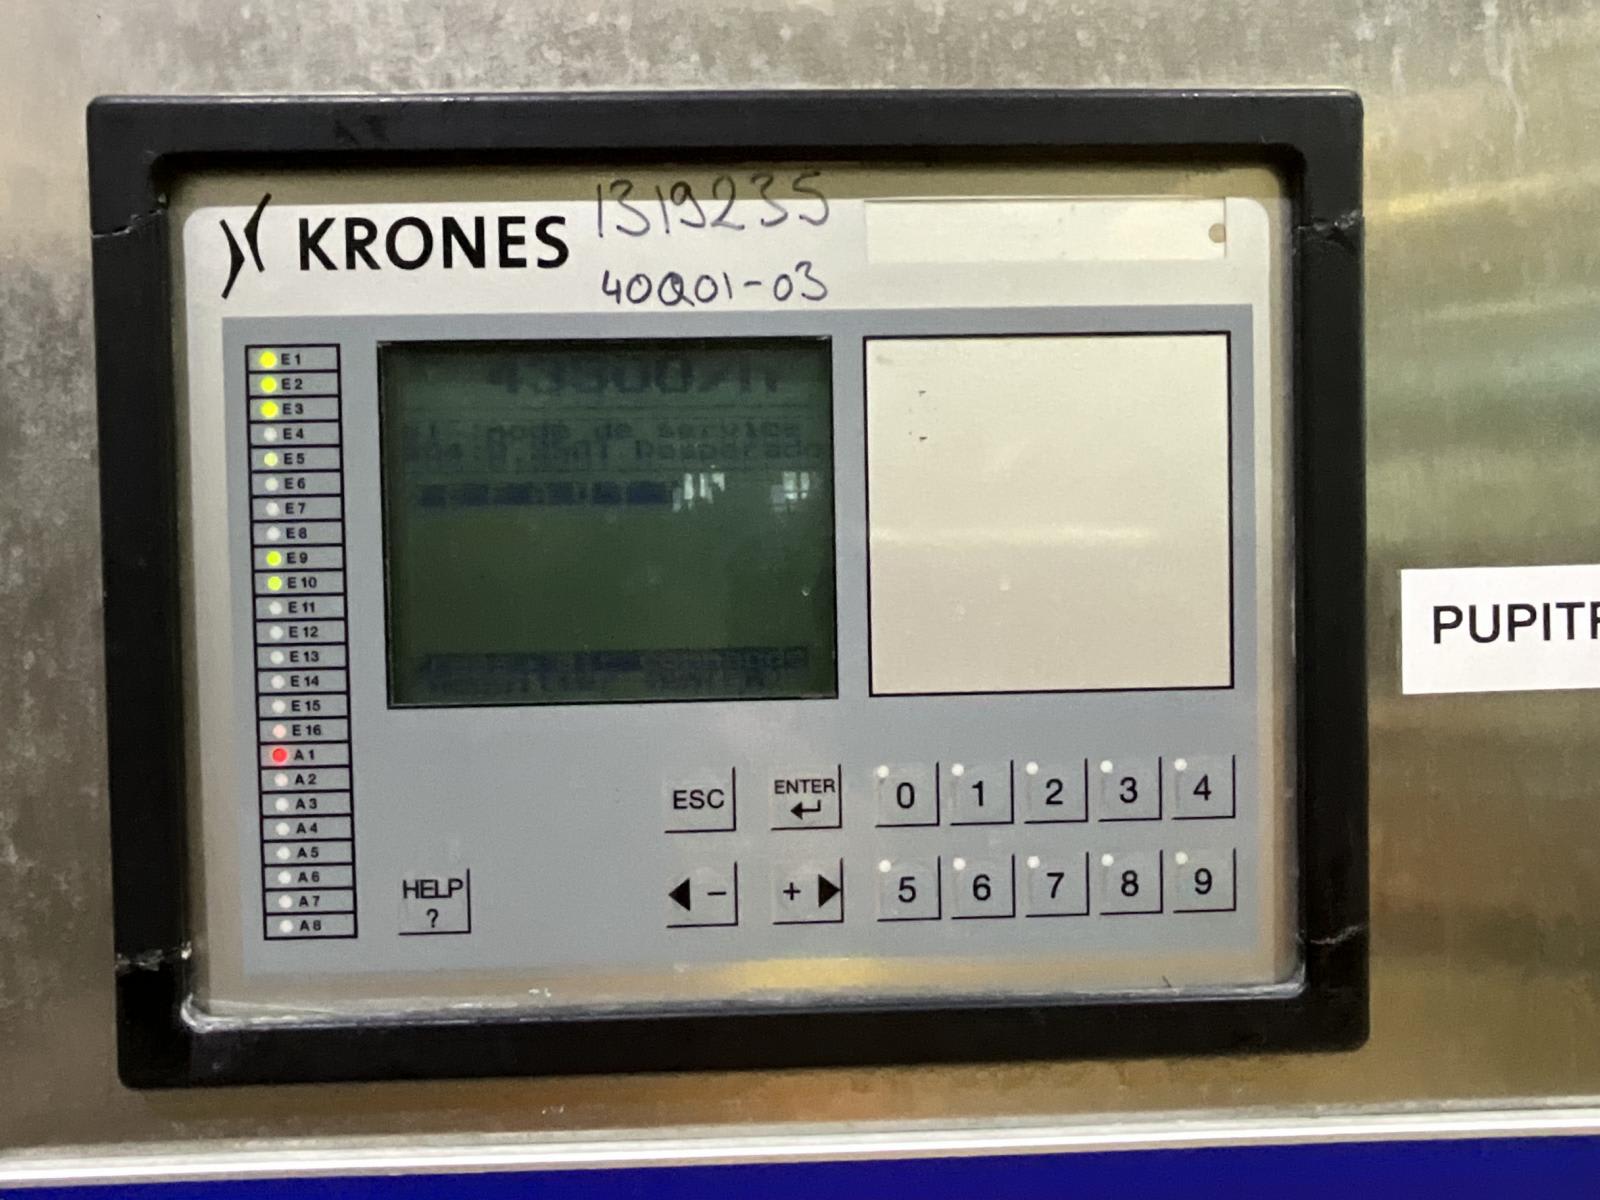 KRONES
1319235
40Q01-03
E1
E2
E3
E4
E5
E6
E7
E8
E9
E10
E11
E12
E13
E14
E15
E16
A1
A2
A3
A4
A5
A6
A7
A8
mode de
ESC
ENTER
0
1
2
3
4
HELP
?
-
+
5
6
7
8
9